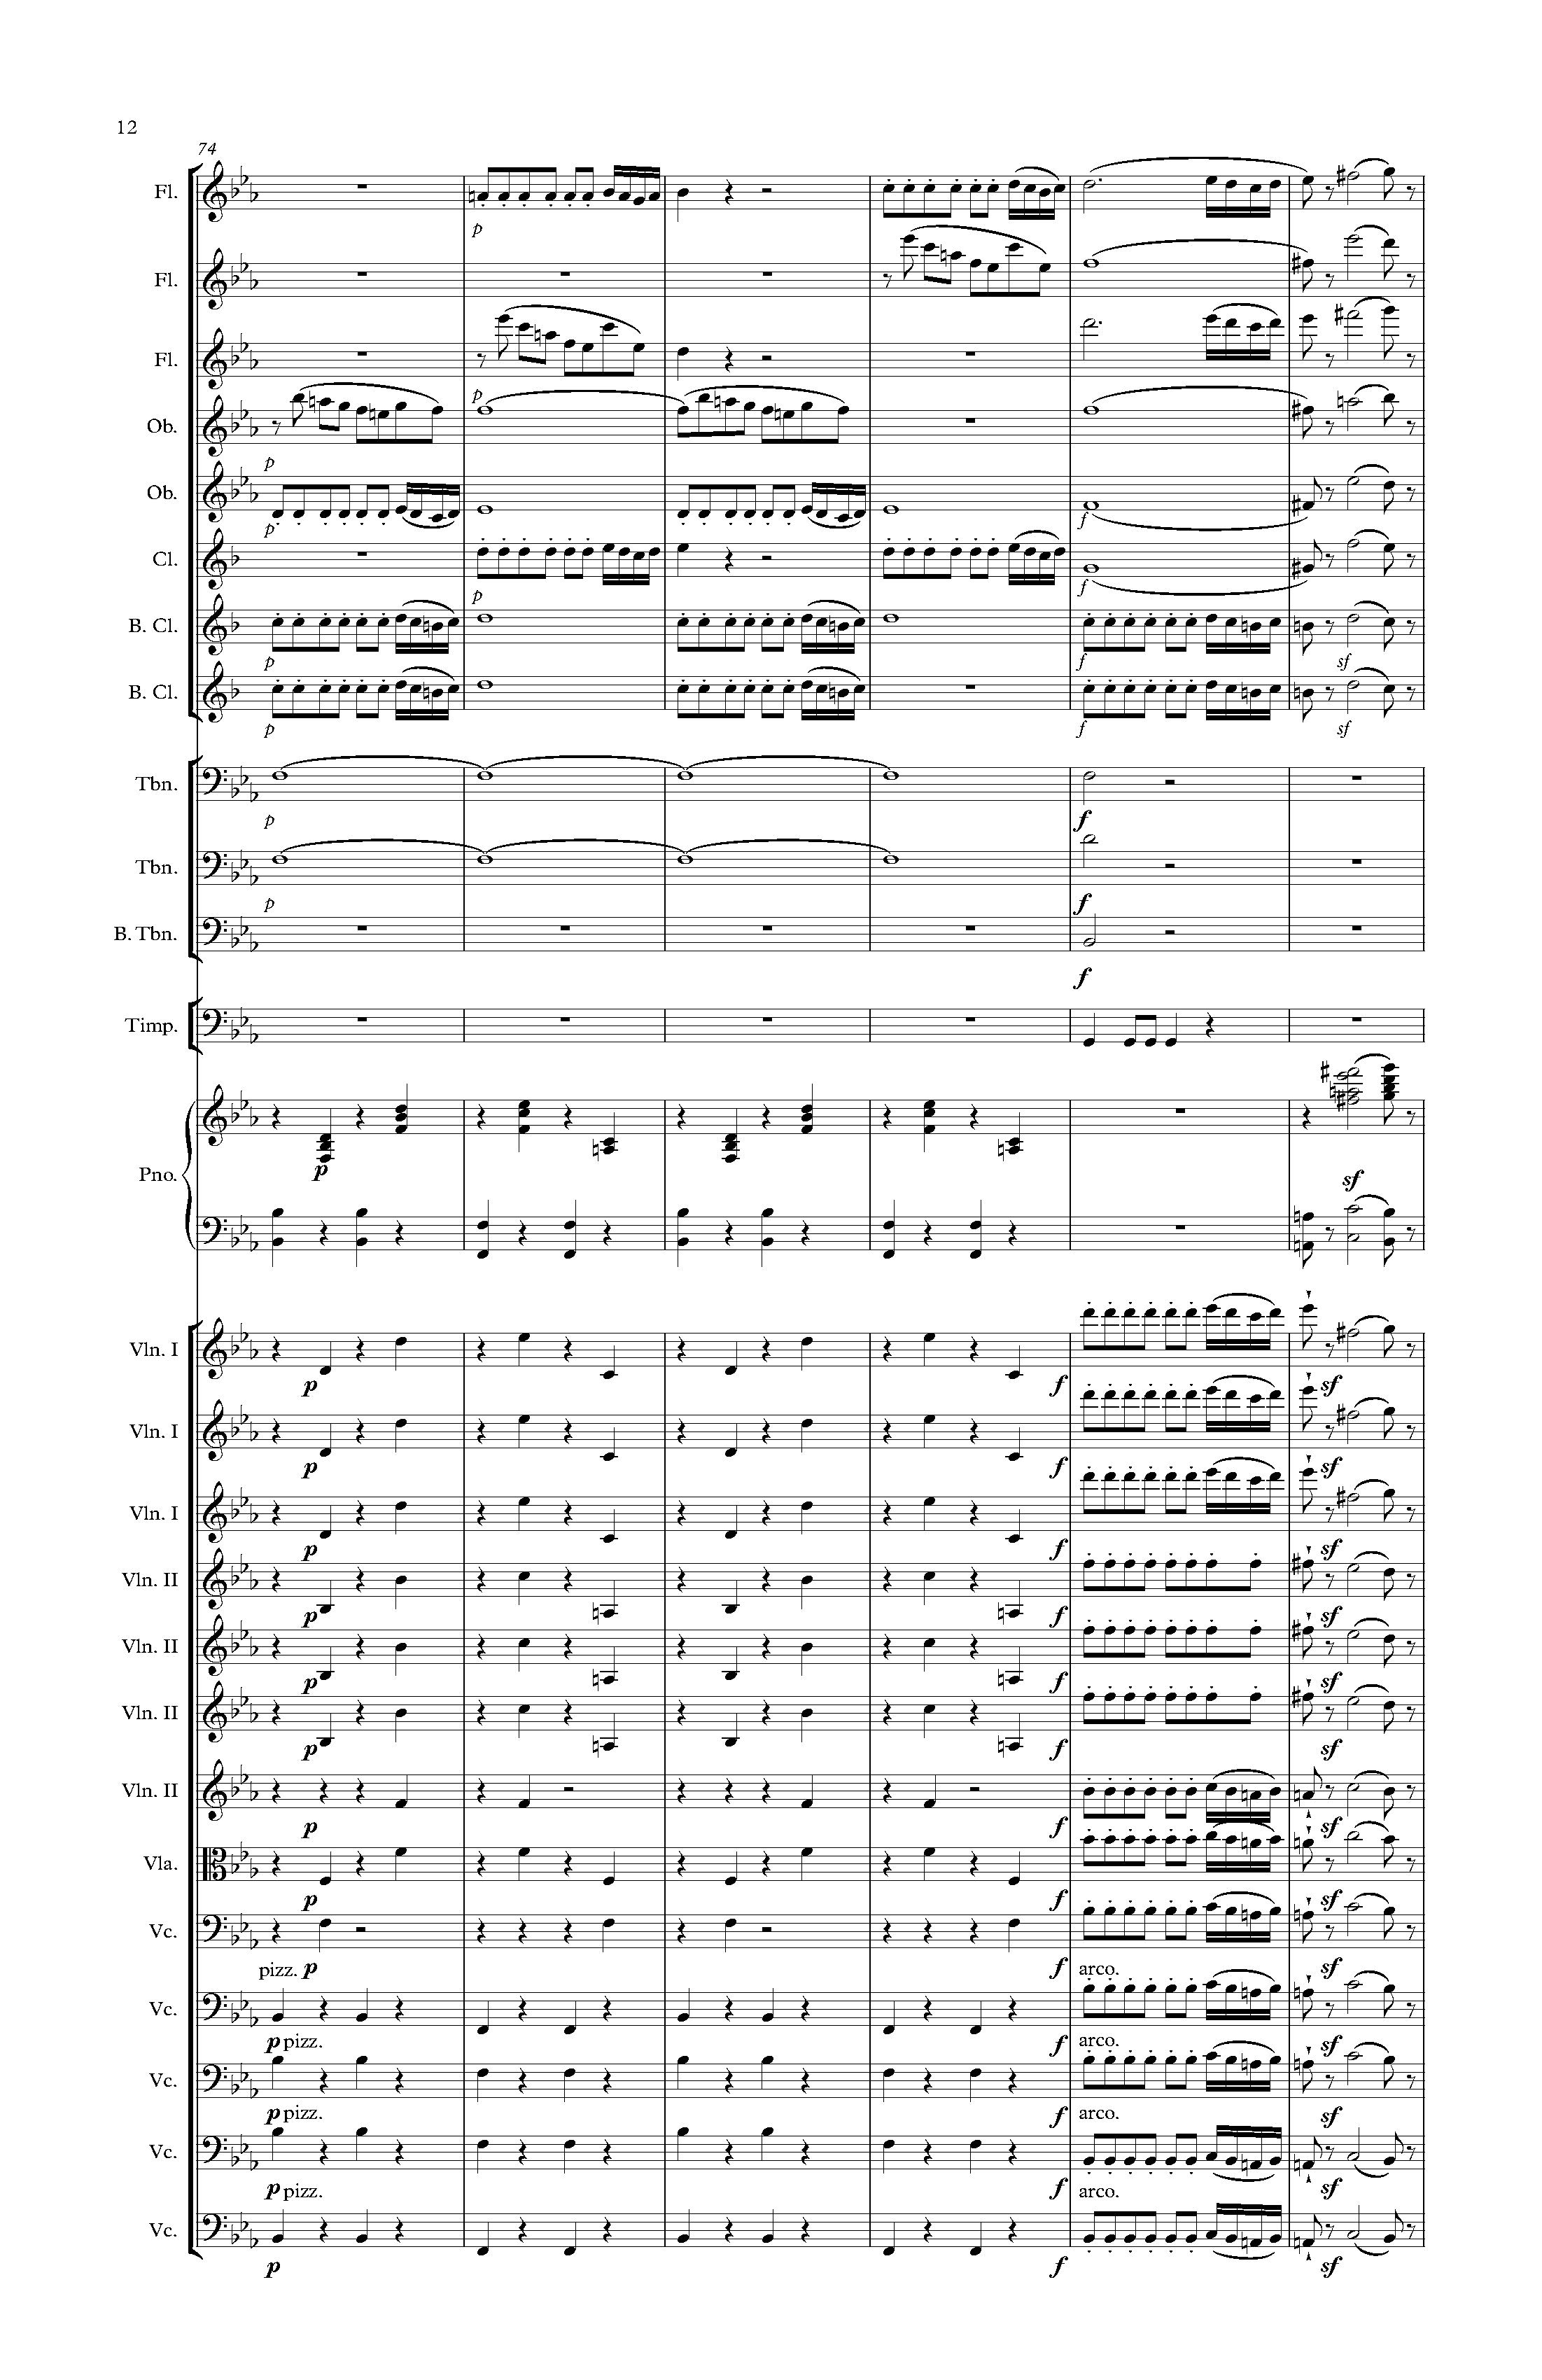 12
74
Fl.
p
Fl.
Fl.
p
Ob.
p
Ob.
p f
Cl.
p f
B. Cl.
p f sf
B. Cl.
p f sf
Tbn.
p f
Tbn.
p f
B. Tbn.
f
Timp.
Pno.
p sf
Vln. I
p f sf
Vln. I
p f sf
Vln. I
p f sf
Vln. II
p f sf
Vln. II
p f sf
Vln. II
p f sf
Vln. II
p f sf
Vla.
p f sf
Vc.
pizz. p f arco. sf
Vc.
p pizz. f arco. sf
Vc.
p pizz. f arco. sf
Vc.
p pizz. f arco. sf
Vc.
p f sf